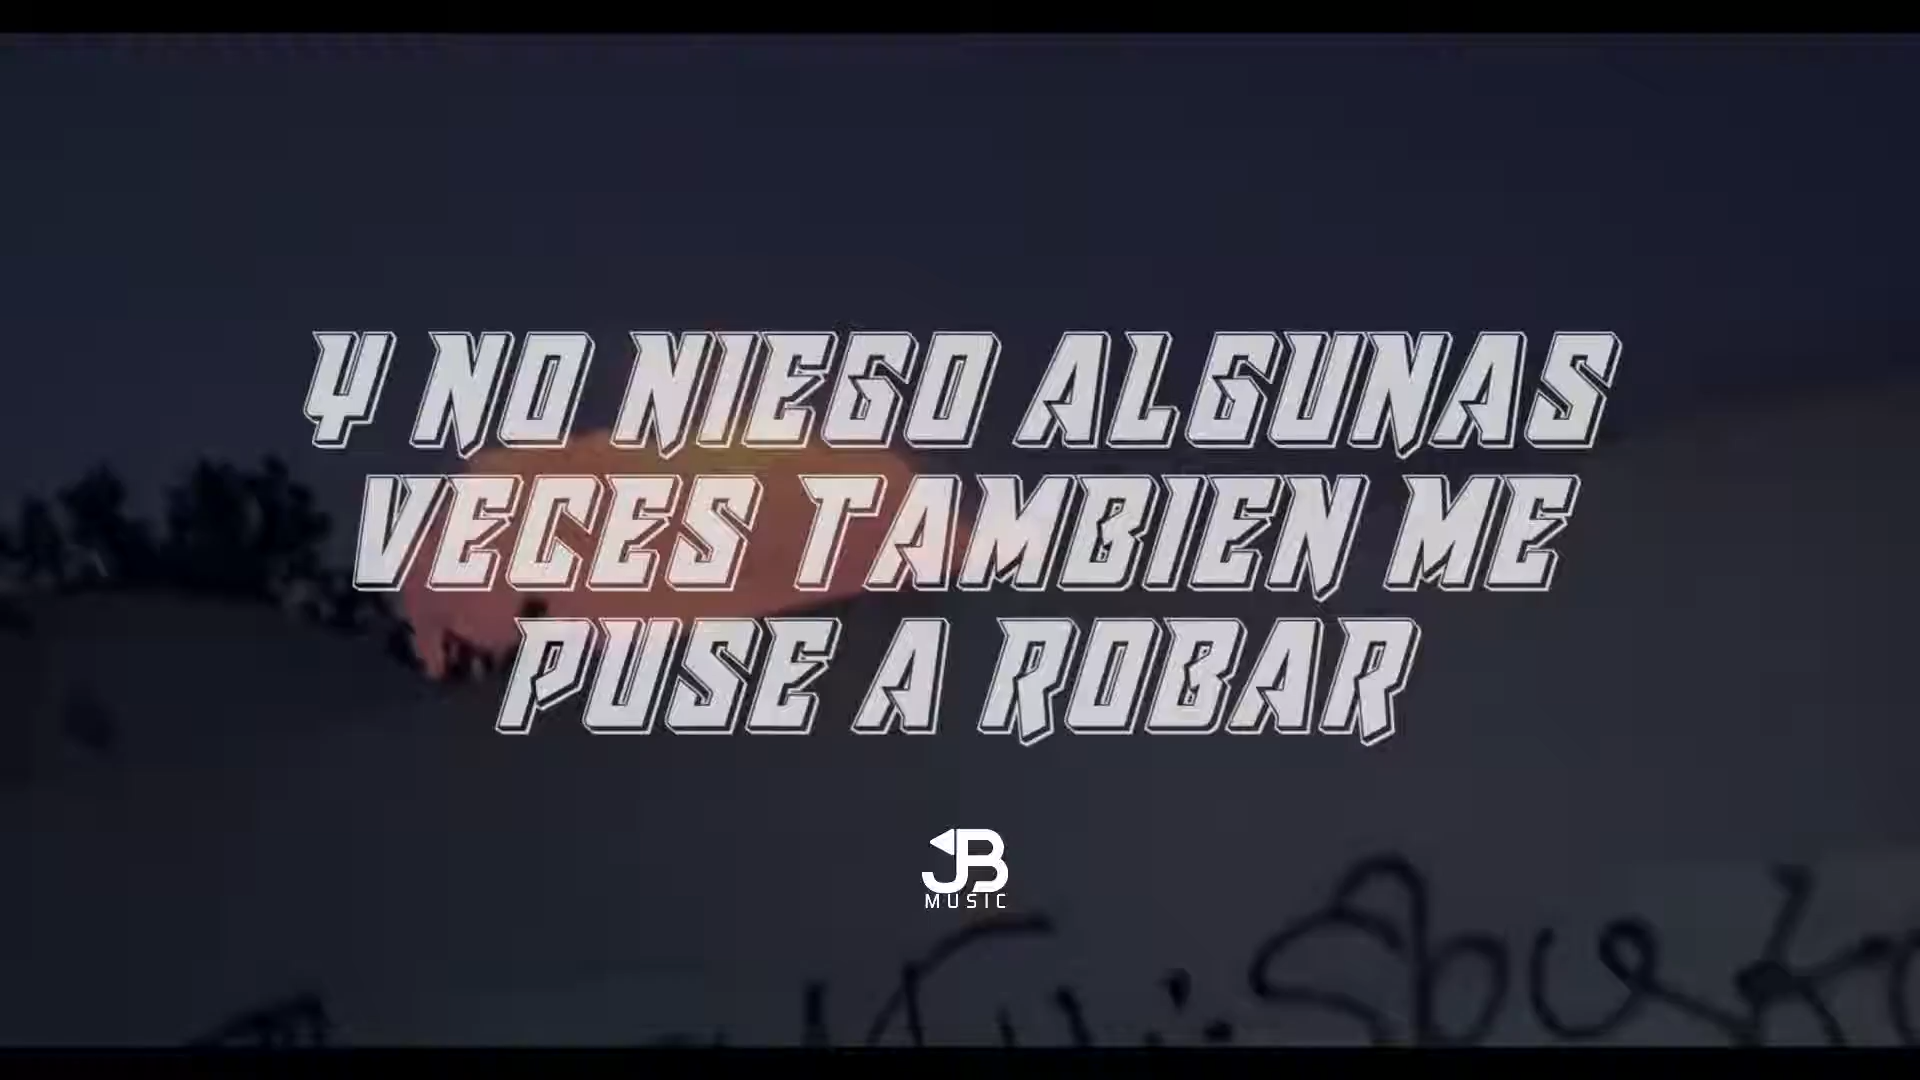 Y NO NIEGO ALGUNAS
VECES TAMBIEN ME
PUSE A ROBAR
JB
MUSIC